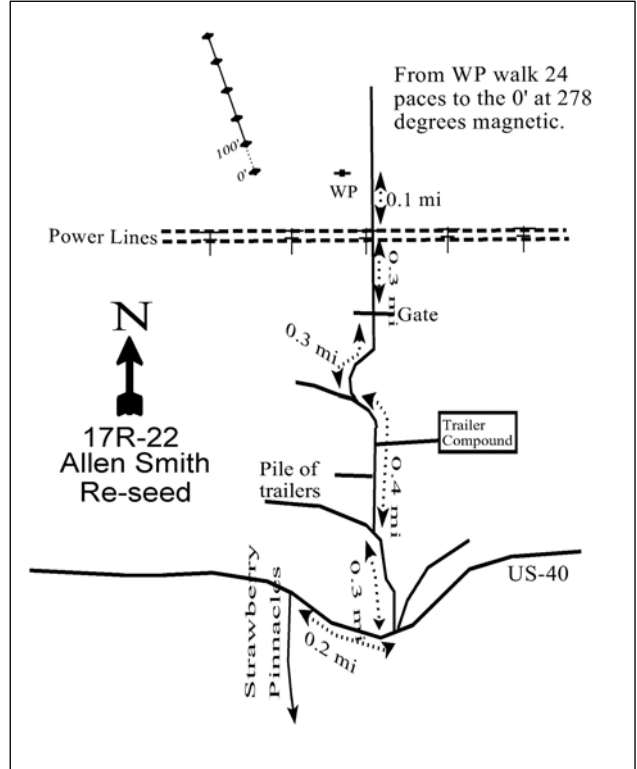 From WP walk 24
paces to the 0' at 278
degrees magnetic.
100'
0'
WP
0.1 mi
Power Lines
0.3 mi
Gate
N
0.3 mi
17R-22
Allen Smith
Re-seed
Trailer
Compound
Pile of
trailers
0.4 mi
US-40
0.3 mi
Strawberry
Pinnacles
0.2 mi